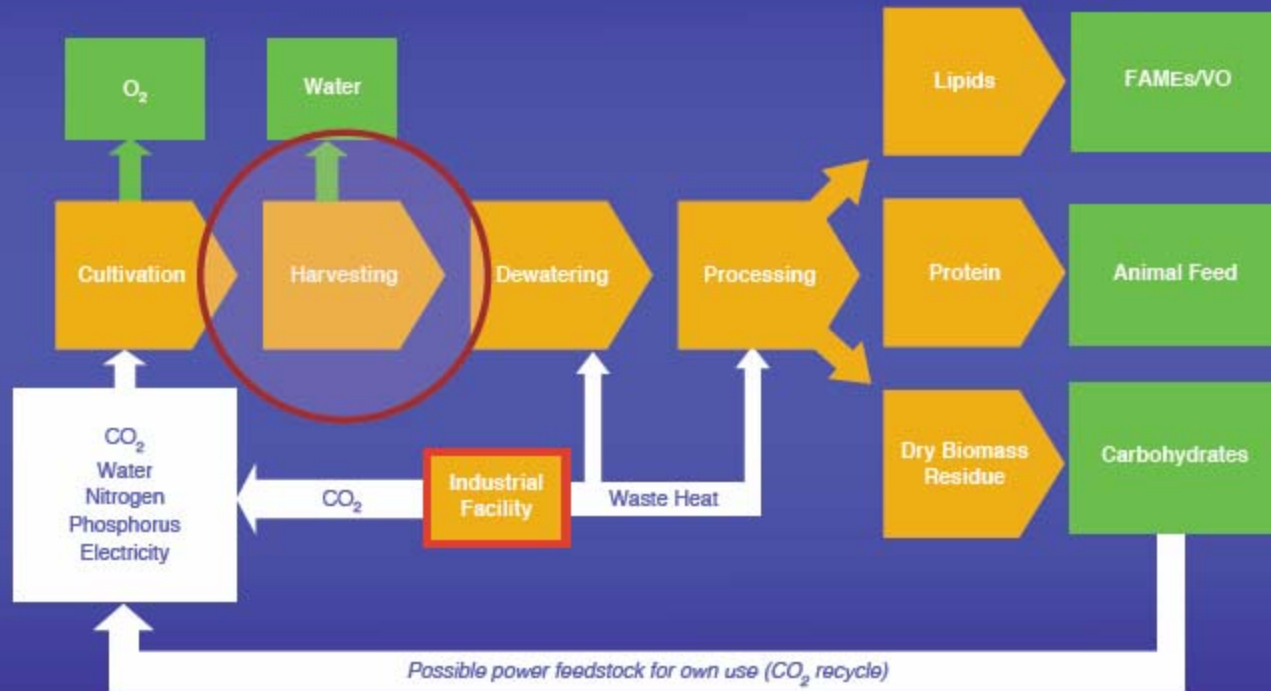 O₂
Water
Lipids
FAMEs/VO
Cultivation
Harvesting
Dewatering
Processing
Protein
Animal Feed
CO₂
Water
Nitrogen
Phosphorus
Electricity
CO₂
Industrial
Facility
Waste Heat
Dry Biomass
Residue
Carbohydrates
Possible power feedstock for own use (CO₂ recycle)